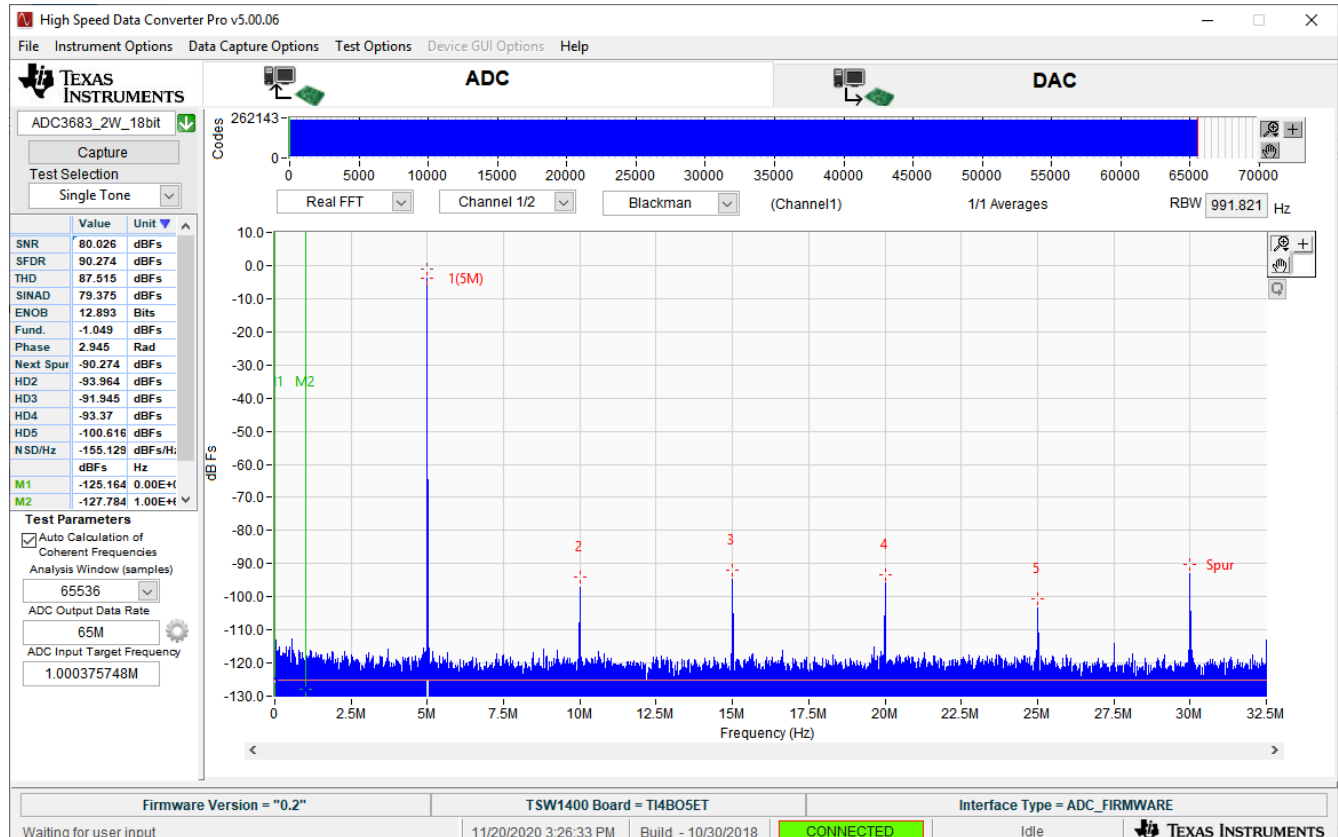 High Speed Data Converter Pro v5.00.06
File Instrument Options Data Capture Options Test Options Device GUI Options Help
TEXAS INSTRUMENTS
ADC
DAC
ADC3683_2W_18bit
Capture
Test Selection
Single Tone
Codes
262143
0
0 5000 10000 15000 20000 25000 30000 35000 40000 45000 50000 55000 60000 65000 70000
Real FFT Channel 1/2 Blackman (Channel1) 1/1 Averages RBW 991.821 Hz
Value Unit
SNR 80.026 dBFs
SFDR 90.274 dBFs
THD 87.515 dBFs
SINAD 79.375 dBFs
ENOB 12.893 Bits
Fund. -1.049 dBFs
Phase 2.945 Rad
Next Spur -90.274 dBFs
HD2 -93.964 dBFs
HD3 -91.945 dBFs
HD4 -93.37 dBFs
HD5 -100.616 dBFs
NSD/Hz -155.129 dBFs/H
dBFs Hz
M1 -125.164 0.00E+
M2 -127.784 1.00E+
Test Parameters
Auto Calculation of
Coherent Frequencies
Analysis Window (samples)
65536
ADC Output Data Rate
65M
ADC Input Target Frequency
1.000375748M
dB Fs
10.0
0.0
-10.0
-20.0
-30.0
-40.0
-50.0
-60.0
-70.0
-80.0
-90.0
-100.0
-110.0
-120.0
-130.0
1(5M)
M2
2
3
4
5
Spur
0 2.5M 5M 7.5M 10M 12.5M 15M 17.5M 20M 22.5M 25M 27.5M 30M 32.5M
Frequency (Hz)
Firmware Version = "0.2" TSW1400 Board = TI4BO5ET Interface Type = ADC_FIRMWARE
Waiting for user input 11/20/2020 3:26:33 PM Build - 10/30/2018 CONNECTED Idle TEXAS INSTRUMENTS